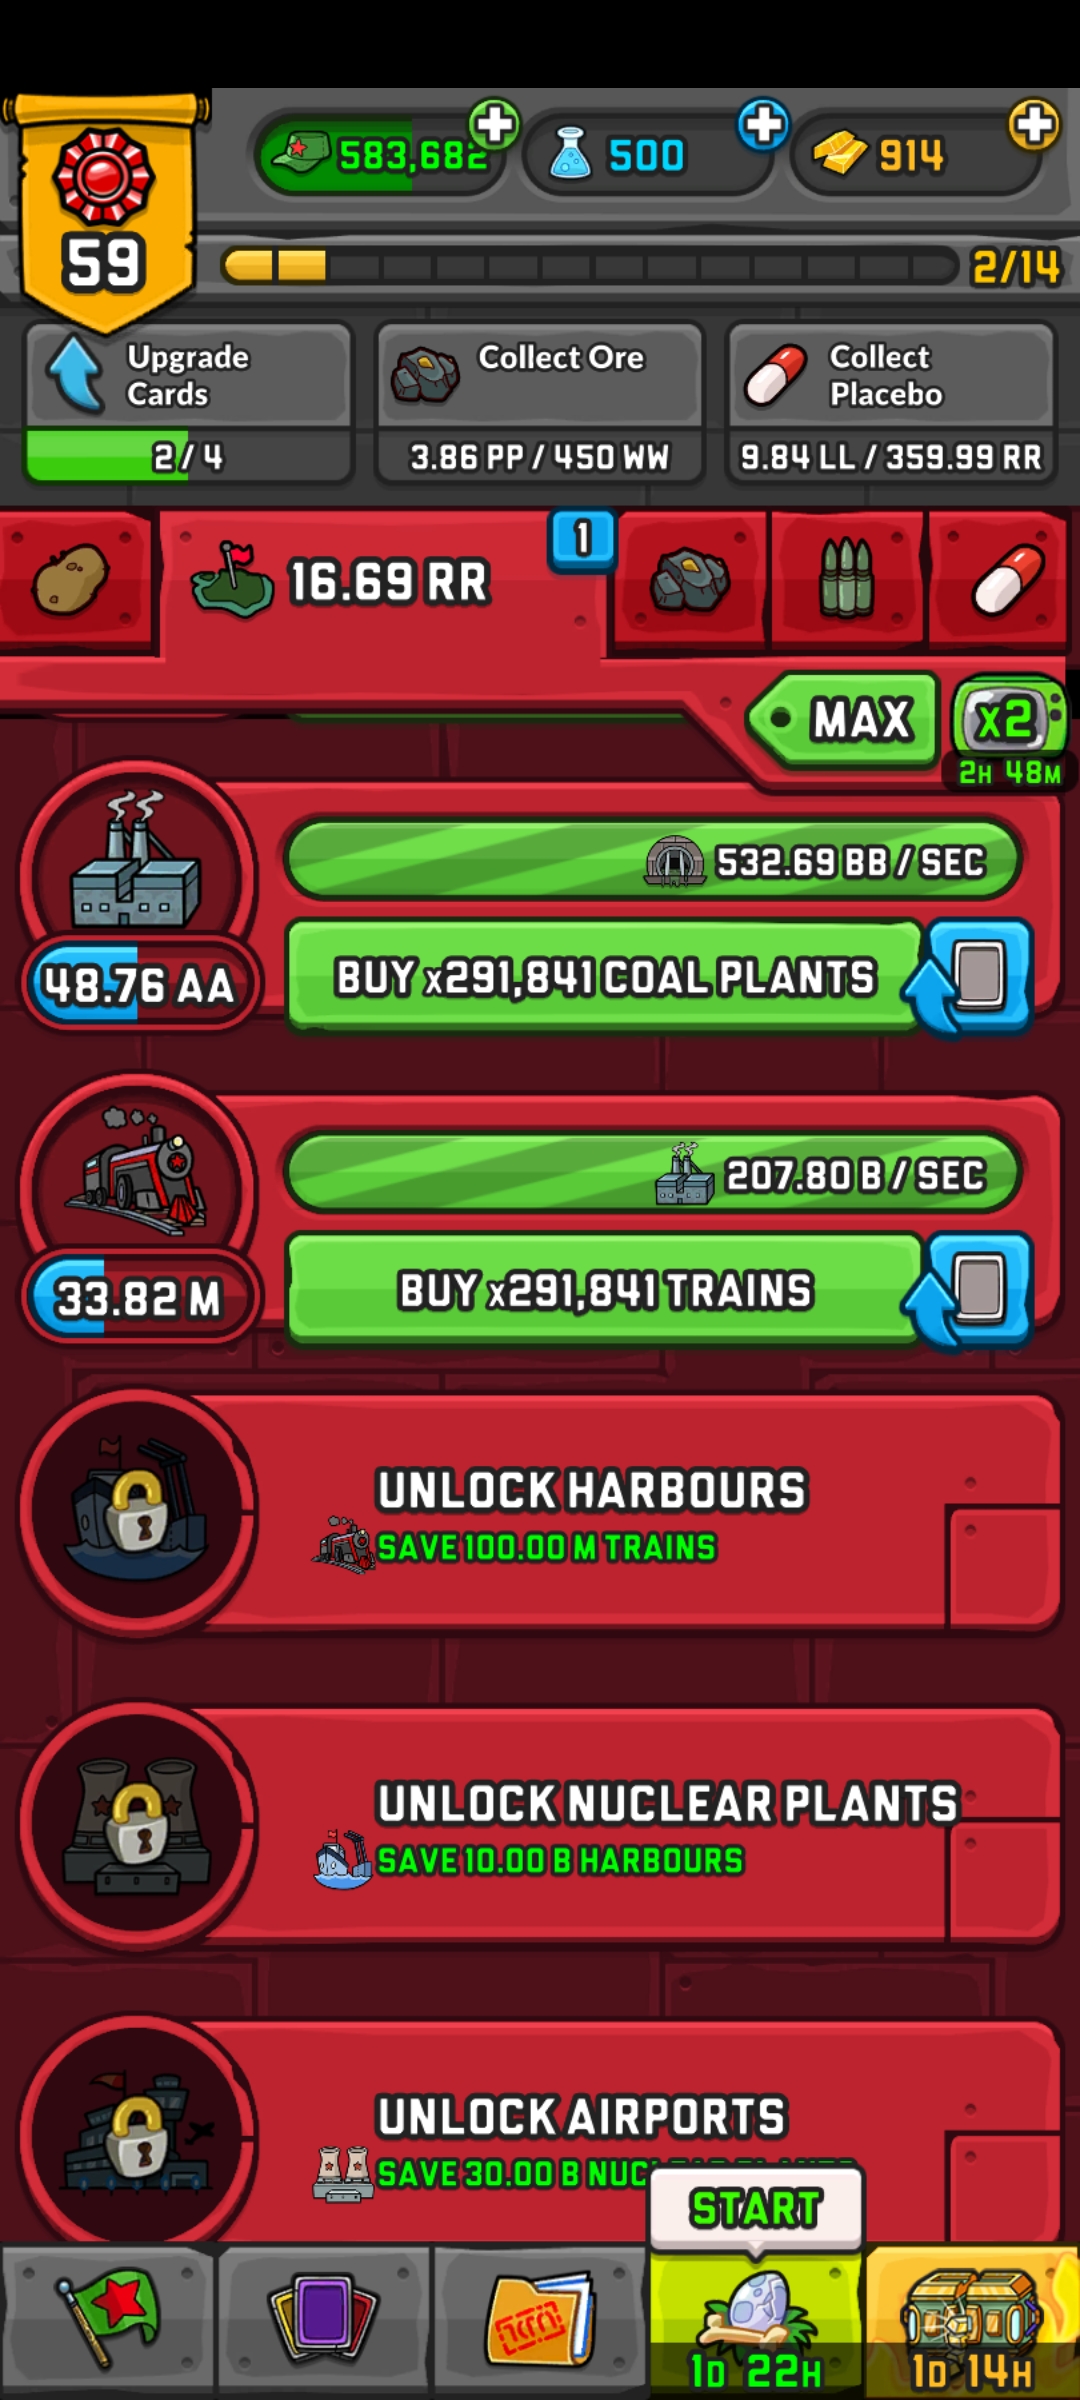 583,682
500
914
59
2/14
Upgrade
Cards
Collect Ore
Collect
Placebo
2/4
3.86 PP / 450 WW
9.84 LL / 359.99 RR
16.69 RR
1
MAX
x2
2H 48M
532.69 BB / SEC
48.76 AA
BUY x291,841 COAL PLANTS
207.80 B / SEC
33.82 M
BUY x291,841 TRAINS
UNLOCK HARBOURS
SAVE 100.00 M TRAINS
UNLOCK NUCLEAR PLANTS
SAVE 10.00 B HARBOURS
UNLOCK AIRPORTS
SAVE 30.00 B
START
1D 22H
1D 14H